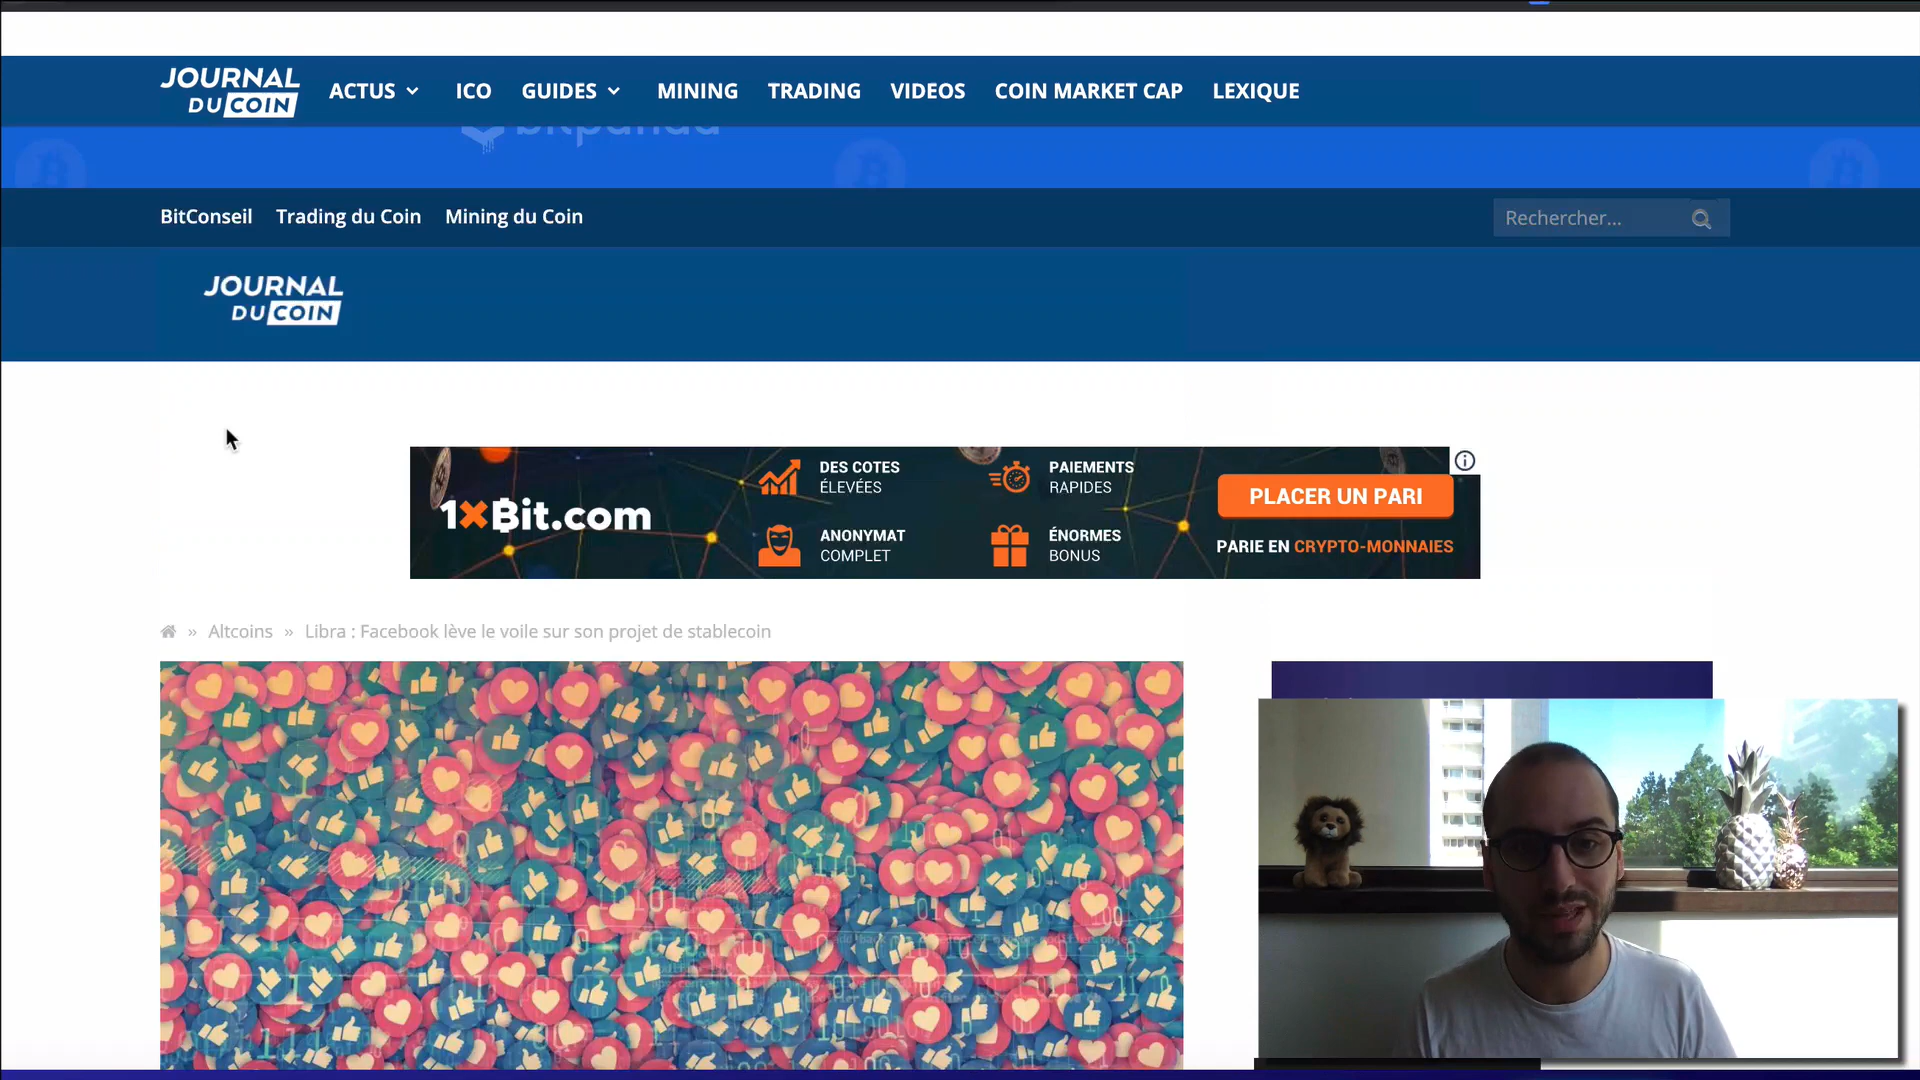 JOURNAL
DU COIN
ACTUS
ICO
GUIDES
MINING
TRADING
VIDEOS
COIN MARKET CAP
LEXIQUE
BitConseil
Trading du Coin
Mining du Coin
Rechercher...
JOURNAL
DU COIN
1xBit.com
DES COTES
ÉLEVÉES
PAIEMENTS
RAPIDES
ANONYMAT
COMPLET
ÉNORMES
BONUS
PLACER UN PARI
PARIE EN CRYPTO-MONNAIES
» Altcoins » Libra : Facebook lève le voile sur son projet de stablecoin